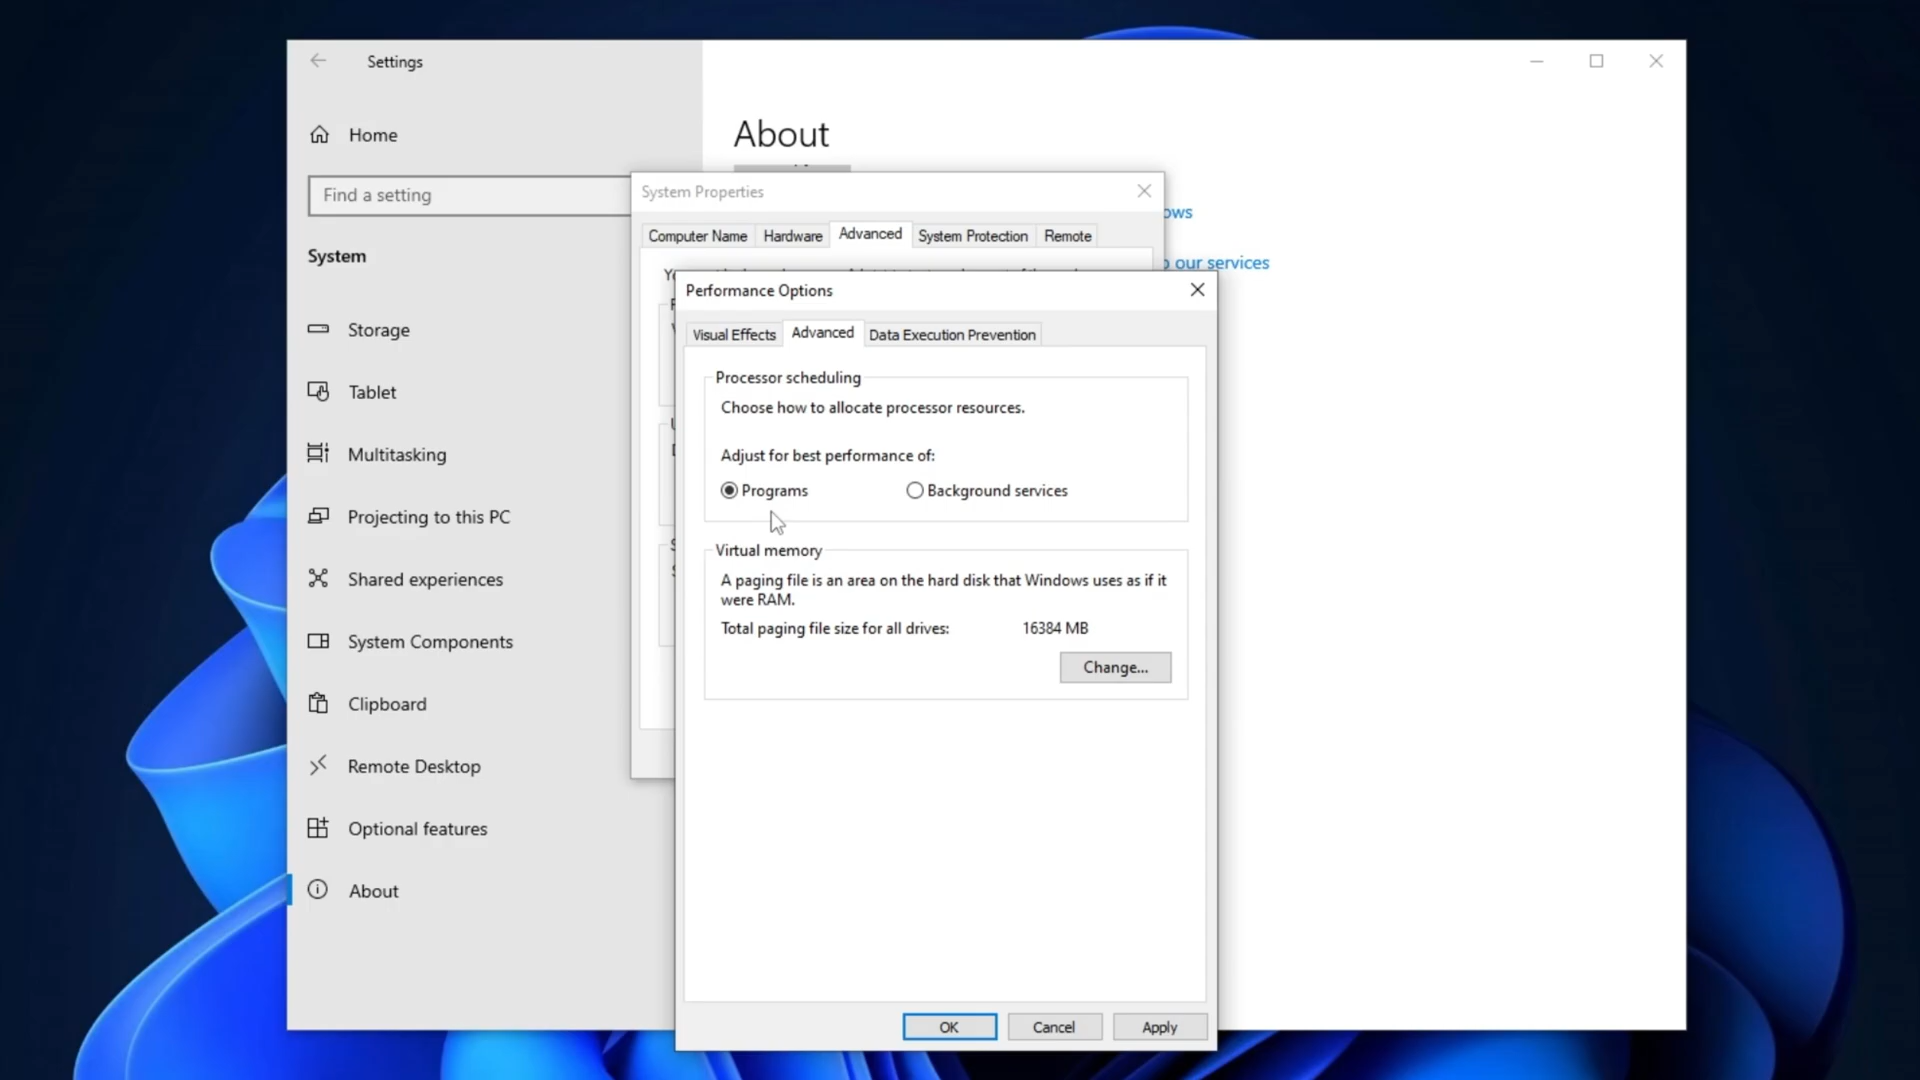 Settings
Home
Find a setting
System
Storage
Tablet
Multitasking
Projecting to this PC
Shared experiences
System Components
Clipboard
Remote Desktop
Optional features
About
About
ows
our services
System Properties
Computer Name
Hardware
Advanced
System Protection
Remote
Performance Options
Visual Effects
Advanced
Data Execution Prevention
Processor scheduling
Choose how to allocate processor resources.
Adjust for best performance of:
Programs
Background services
Virtual memory
A paging file is an area on the hard disk that Windows uses as if it
were RAM.
Total paging file size for all drives:
16384 MB
Change...
OK
Cancel
Apply